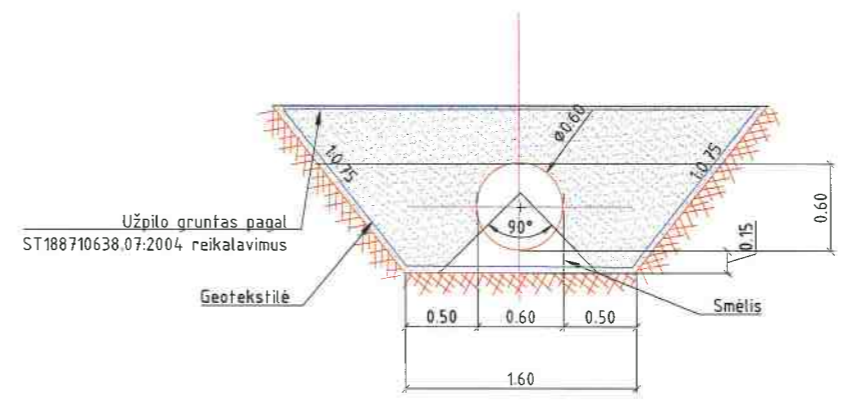 ø0.60
1:0.75
1:0.75
Užpilo gruntas pagal
ST188710638,07:2004 reikalavimus
90°
0.60
0.15
Geotekstilė
Smėlis
0.50
0.60
0.50
1.60